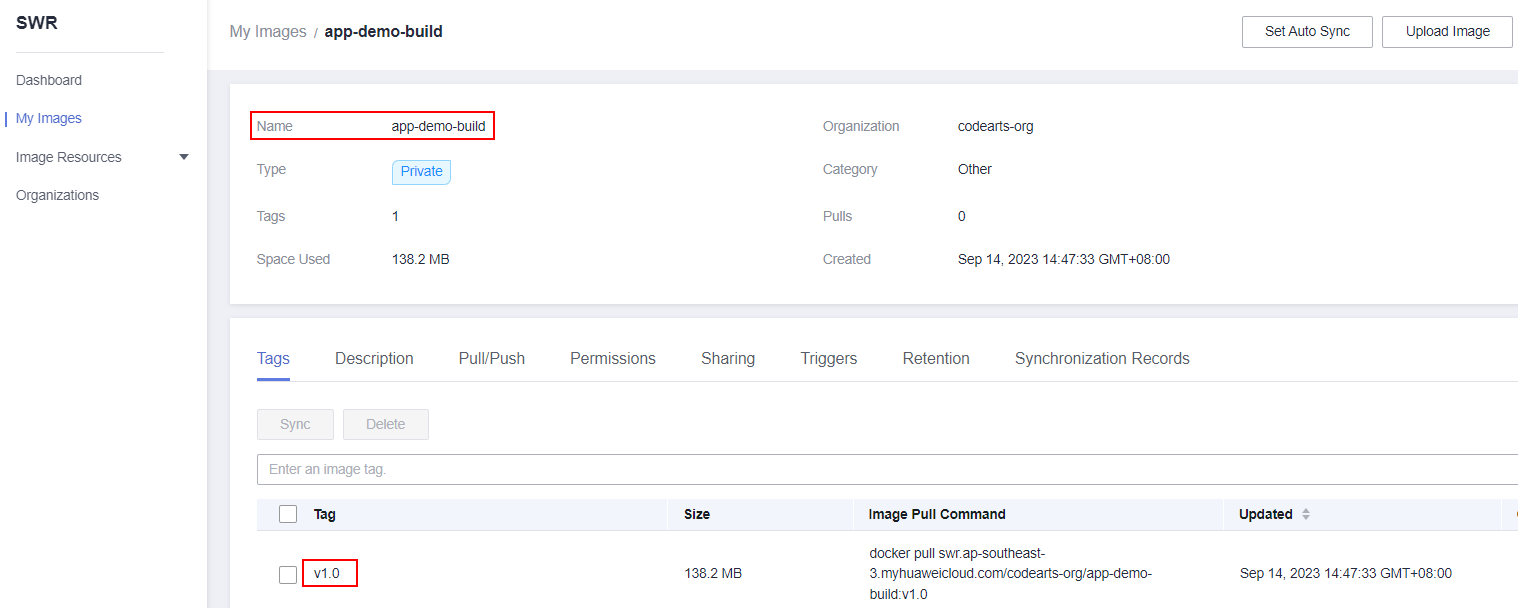 SWR
Dashboard
My Images
Image Resources
Organizations
My Images / app-demo-build
Set Auto Sync
Upload Image
Name app-demo-build
Organization codearts-org
Type Private
Category Other
Tags 1
Pulls 0
Space Used 138.2 MB
Created Sep 14, 2023 14:47:33 GMT+08:00
Tags Description Pull/Push Permissions Sharing Triggers Retention Synchronization Records
Sync Delete
Enter an image tag.
Tag Size Image Pull Command Updated
v1.0 138.2 MB
docker pull swr.ap-southeast-
3.myhuaweicloud.com/codearts-org/app-demo-
build:v1.0
Sep 14, 2023 14:47:33 GMT+08:00